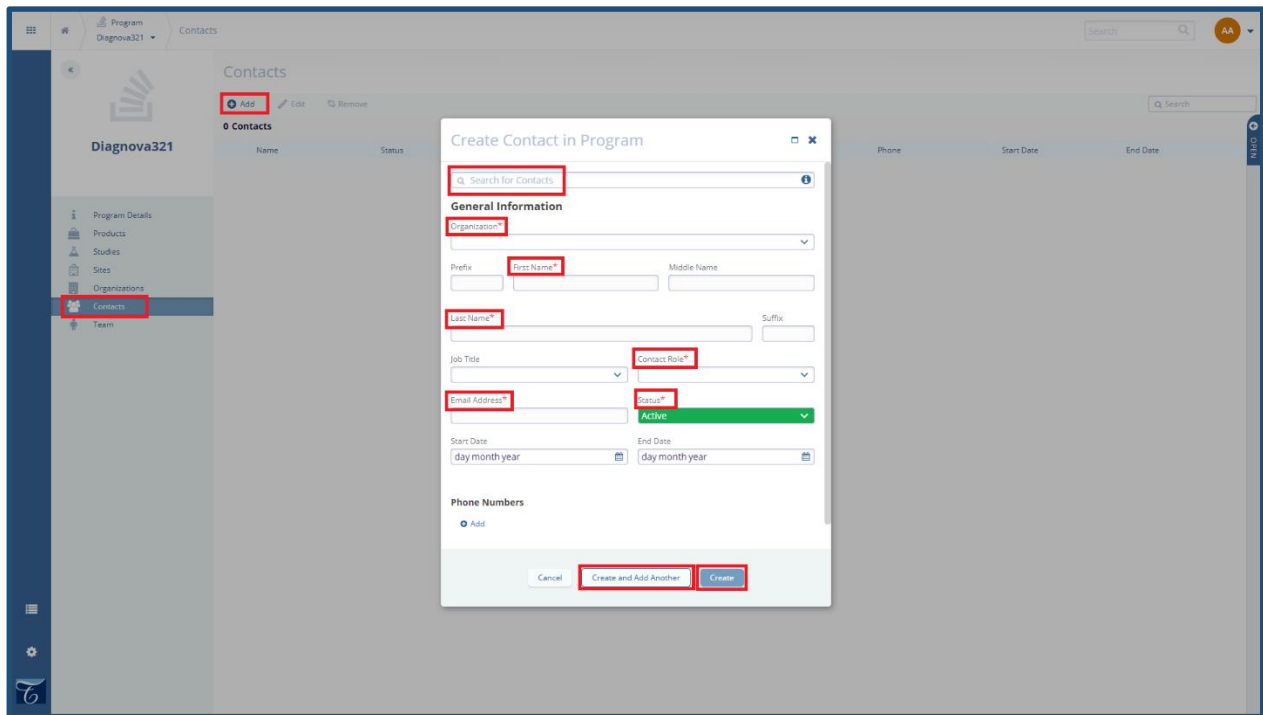 Program
Diagnova321
Contacts
Search
AA
Contacts
Add Edit Remove
Search
0 Contacts
Name Status Phone Start Date End Date
OPEN
Diagnova321
Program Details
Products
Studies
Sites
Organizations
Contacts
Team
Create Contact in Program
Search for Contacts
General Information
Organization*
Prefix First Name* Middle Name
Last Name* Suffix
Job Title Contact Role*
Email Address* Status*
Active
Start Date End Date
day month year day month year
Phone Numbers
Add
Cancel Create and Add Another Create